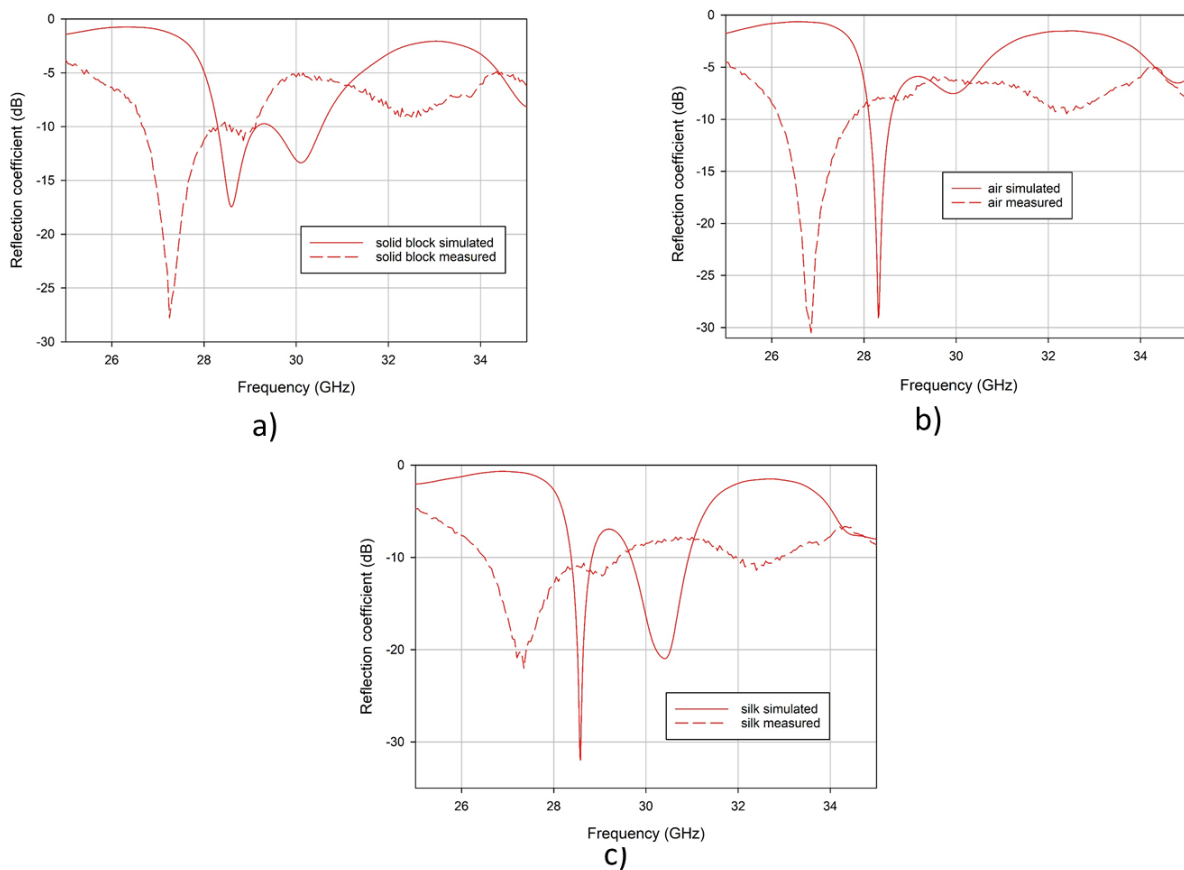 0
-5
-10
-15
-20
-25
-30
Reflection coefficient (dB)
solid block simulated
solid block measured
26 28 30 32 34
Frequency (GHz)
a)
0
-5
-10
-15
-20
-25
-30
Reflection coefficient (dB)
air simulated
air measured
26 28 30 32 34
Frequency (GHz)
b)
0
-10
-20
-30
Reflection coefficient (dB)
silk simulated
silk measured
26 28 30 32 34
Frequency (GHz)
c)